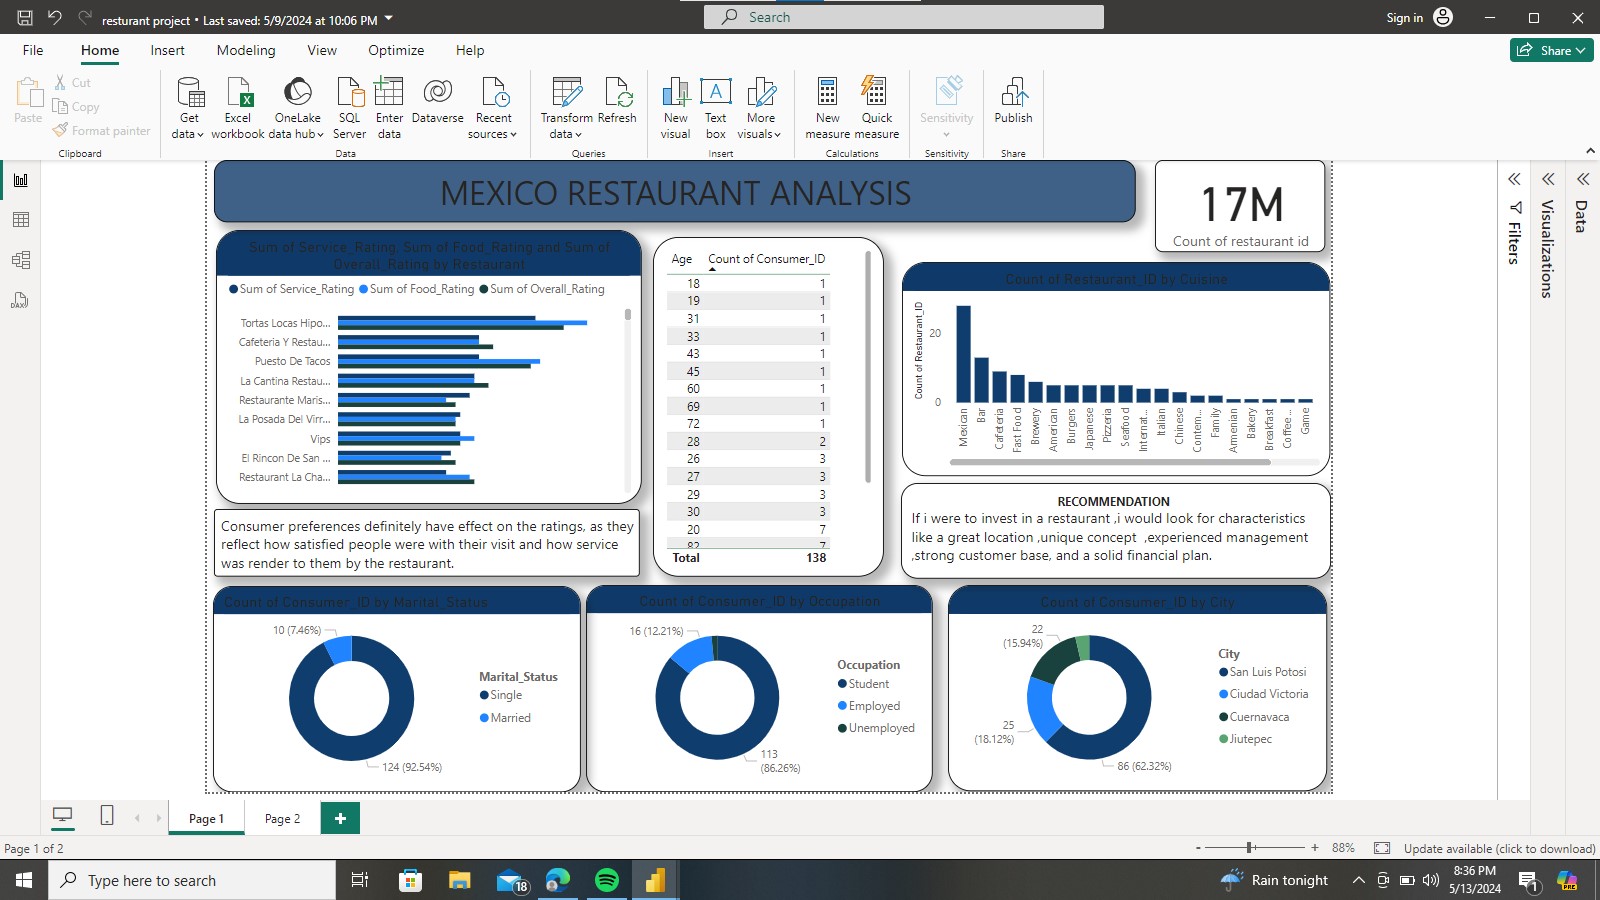 resturant project • Last saved: 5/9/2024 at 10:06 PM
Search
Sign in
File Home Insert Modeling View Optimize Help
Share
Paste
Cut
Copy
Format painter
Clipboard
Get data
Excel workbook
OneLake data hub
SQL Server
Enter data
Dataverse
Recent sources
Data
Transform data
Refresh
Queries
New visual
Text box
More visuals
Insert
New measure
Quick measure
Calculations
Sensitivity
Sensitivity
Publish
Share
MEXICO RESTAURANT ANALYSIS
17M
Count of restaurant id
Filters
Visualizations
Data
Sum of Service_Rating, Sum of Food_Rating and Sum of
Overall_Rating by Restaurant
Sum of Service_Rating Sum of Food_Rating Sum of Overall_Rating
Tortas Locas Hipo...
Cafeteria Y Restau...
Puesto De Tacos
La Cantina Restau...
Restaurante Maris...
La Posada Del Virr...
Vips
El Rincon De San ...
Restaurant La Cha...
Age Count of Consumer_ID
18 1
19 1
31 1
33 1
43 1
45 1
60 1
69 1
72 1
28 2
26 3
27 3
29 3
30 3
20 7
82 7
Total 138
Count of Restaurant_ID by Cuisine
Count of Restaurant_ID
20
0
Mexican
Bar
Cafeteria
Fast Food
Brewery
American
Burgers
Japanese
Pizzeria
Seafood
Internat...
Italian
Chinese
Contem...
Family
Armenian
Bakery
Breakfast
Coffee...
Game
Consumer preferences definitely have effect on the ratings, as they
reflect how satisfied people were with their visit and how service
was render to them by the restaurant.
RECOMMENDATION
If i were to invest in a restaurant ,i would look for characteristics
like a great location ,unique concept ,experienced management
,strong customer base, and a solid financial plan.
Count of Consumer_ID by Marital_Status
10 (7.46%)
124 (92.54%)
Marital_Status
Single
Married
Count of Consumer_ID by Occupation
16 (12.21%)
113
(86.26%)
Occupation
Student
Employed
Unemployed
Count of Consumer_ID by City
22
(15.94%)
25
(18.12%)
86 (62.32%)
City
San Luis Potosi
Ciudad Victoria
Cuernavaca
Jiutepec
Page 1 Page 2 +
Page 1 of 2
- + 88%
Update available (click to download)
Type here to search
18
Rain tonight
8:36 PM
5/13/2024
1
PRE
DAX